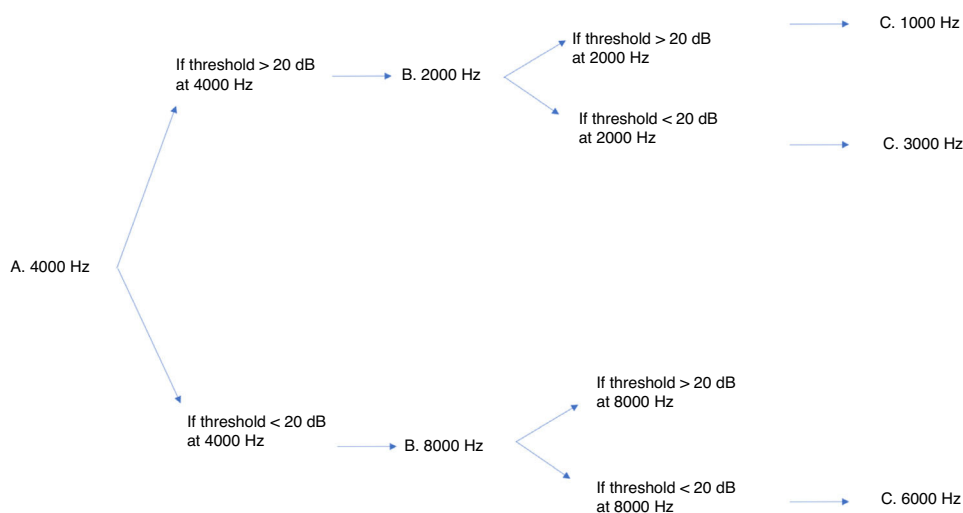 C. 1000 Hz
If threshold > 20 dB
at 2000 Hz
If threshold > 20 dB
at 4000 Hz
B. 2000 Hz
If threshold < 20 dB
at 2000 Hz
C. 3000 Hz
A. 4000 Hz
If threshold > 20 dB
at 8000 Hz
If threshold < 20 dB
at 4000 Hz
B. 8000 Hz
If threshold < 20 dB
at 8000 Hz
C. 6000 Hz